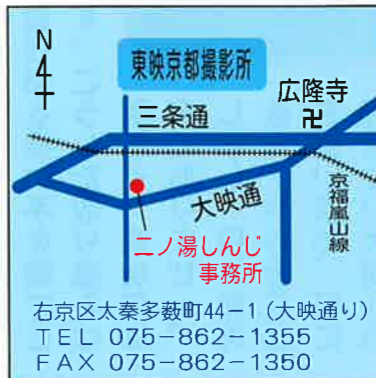 N
東映京都撮影所
広隆寺
卍
三条通
大映通
京福嵐山線
二ノ湯しんじ
事務所
右京区太秦多薮町44-1(大映通り)
TEL 075-862-1355
FAX 075-862-1350